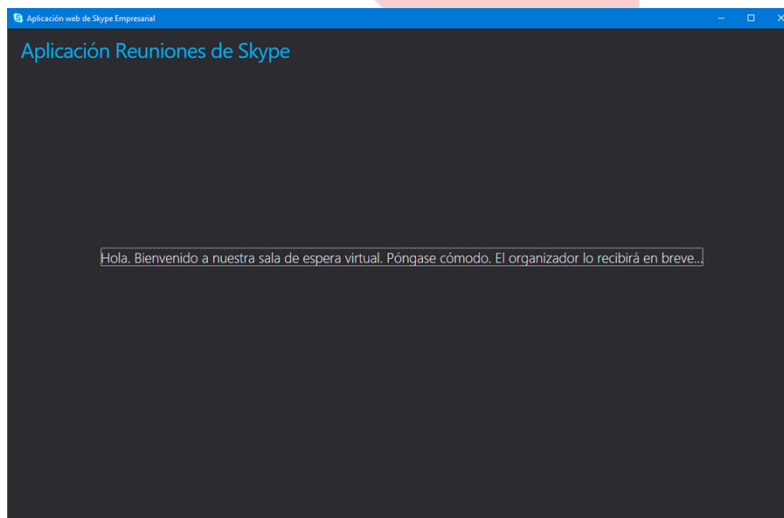 Aplicación web de Skype Empresarial
Aplicación Reuniones de Skype
Hola. Bienvenido a nuestra sala de espera virtual. Póngase cómodo. El organizador lo recibirá en breve...